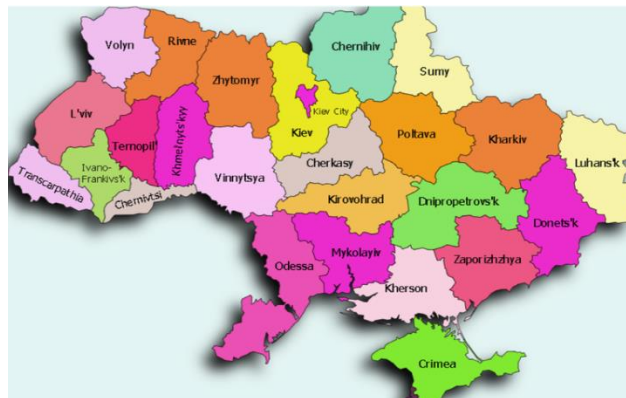 Volyn
Rivne
Zhytomyr
Chernihiv
Sumy
L'viv
Ternopil'
Khmelnyts'kyy
Kiev City
Kiev
Poltava
Kharkiv
Luhans'k
Ivano-
Frankivs'k
Transcarpathia
Chernivtsi
Vinnytsya
Cherkasy
Kirovohrad
Dnipropetrovs'k
Donets'k
Odessa
Mykolayiv
Kherson
Zaporizhzhya
Crimea